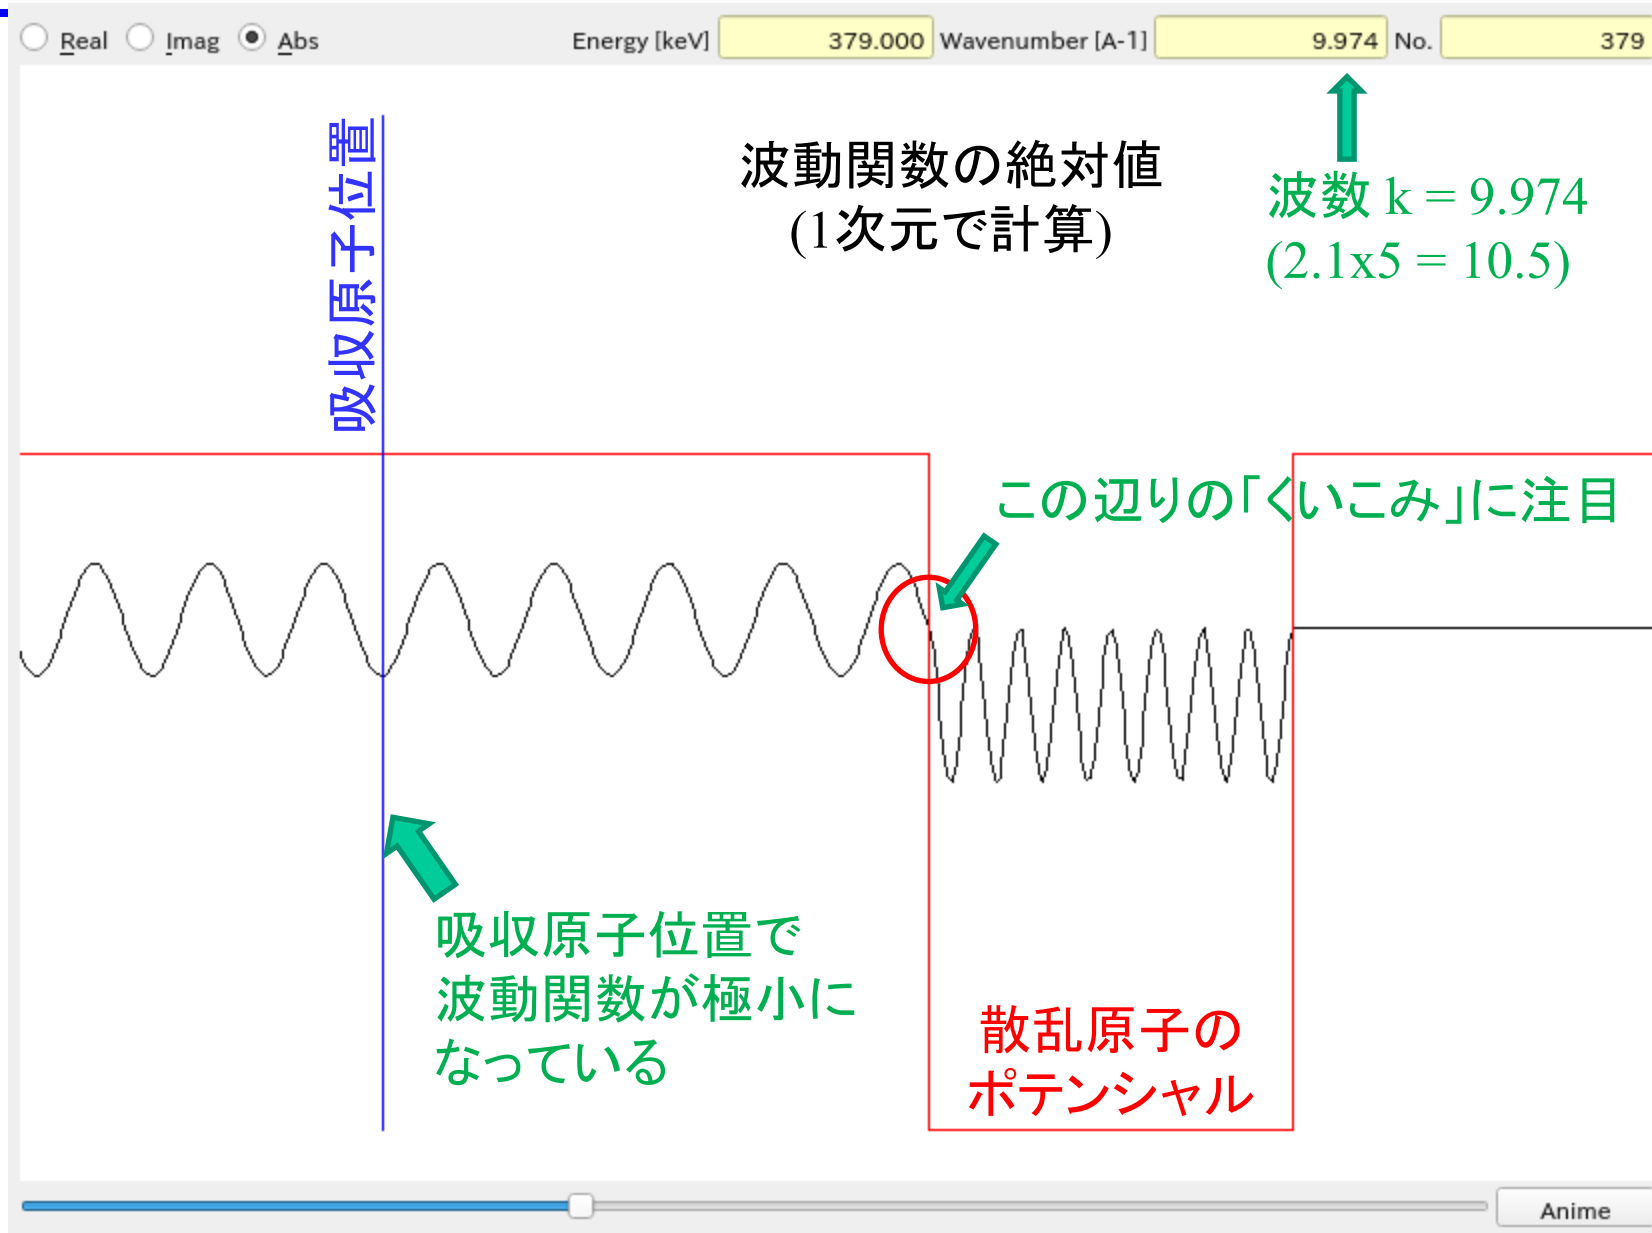 Real Imag Abs Energy [keV] 379.000 Wavenumber [A-1] 9.974 No. 379
吸収原子位置
波動関数の絶対値
(1次元で計算)
波数 k = 9.974
(2.1x5 = 10.5)
この辺りの「くいこみ」に注目
吸収原子位置で
波動関数が極小に
なっている
散乱原子の
ポテンシャル
Anime